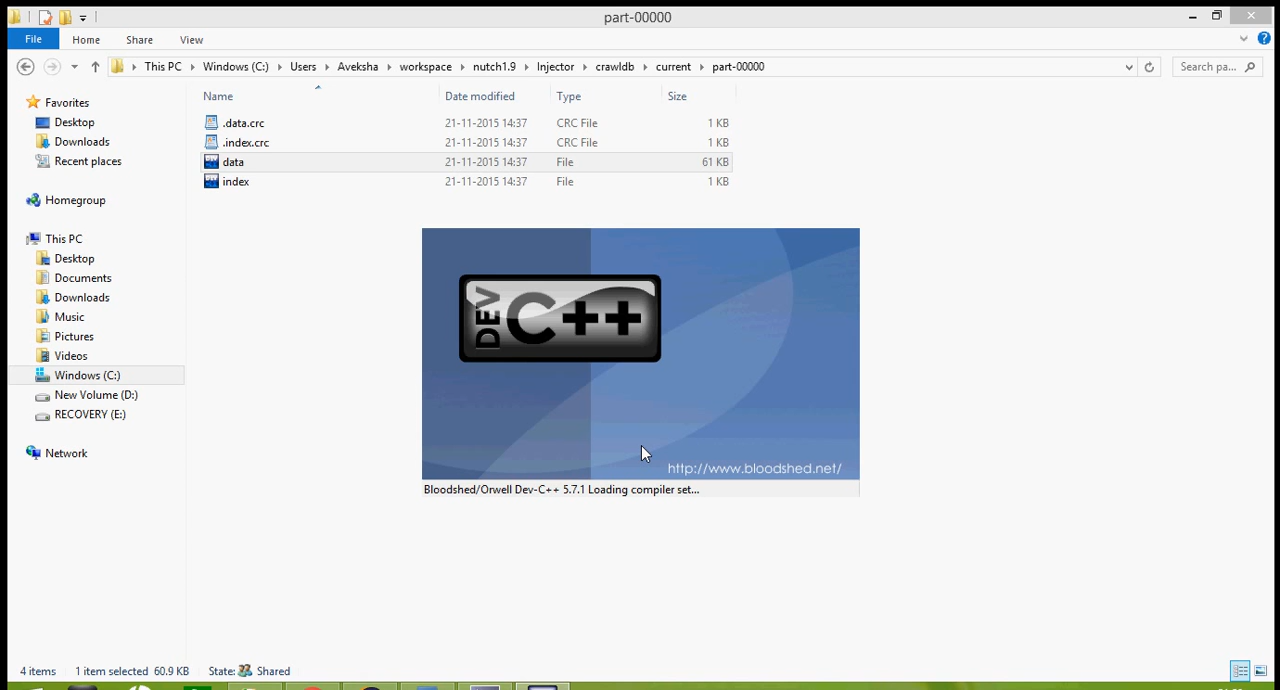 part-00000
File Home Share View
This PC Windows (C:) Users Aveksha workspace nutch1.9 Injector crawldb current part-00000 Search pa...
Name Date modified Type Size
Favorites
Desktop
Downloads
Recent places
Homegroup
This PC
Desktop
Documents
Downloads
Music
Pictures
Videos
Windows (C:)
New Volume (D:)
RECOVERY (E:)
Network
.data.crc 21-11-2015 14:37 CRC File 1 KB
.index.crc 21-11-2015 14:37 CRC File 1 KB
data 21-11-2015 14:37 File 61 KB
index 21-11-2015 14:37 File 1 KB
DEV C++
http://www.bloodshed.net/
Bloodshed/Orwell Dev-C++ 5.7.1 Loading compiler set...
4 items 1 item selected 60.9 KB State: Shared